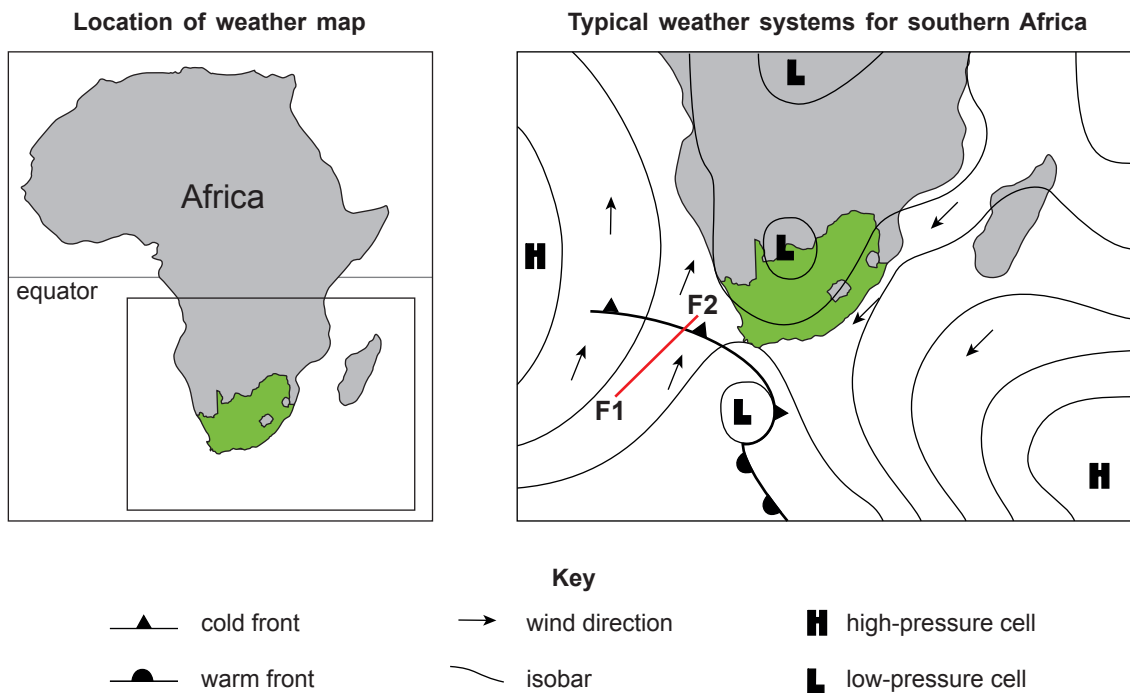 Location of weather map
Typical weather systems for southern Africa
Africa
equator
L
H
L
F2
F1
L
H
Key
cold front
wind direction
H high-pressure cell
warm front
isobar
L low-pressure cell